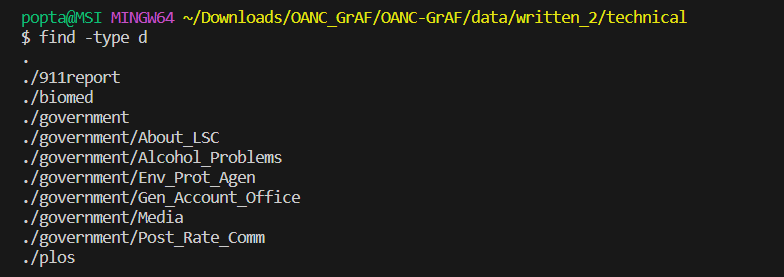 popta@MSI MINGW64 ~/Downloads/OANC_GrAF/OANC-GrAF/data/written_2/technical
$ find -type d
.
./911report
./biomed
./government
./government/About_LSC
./government/Alcohol_Problems
./government/Env_Prot_Agen
./government/Gen_Account_Office
./government/Media
./government/Post_Rate_Comm
./plos